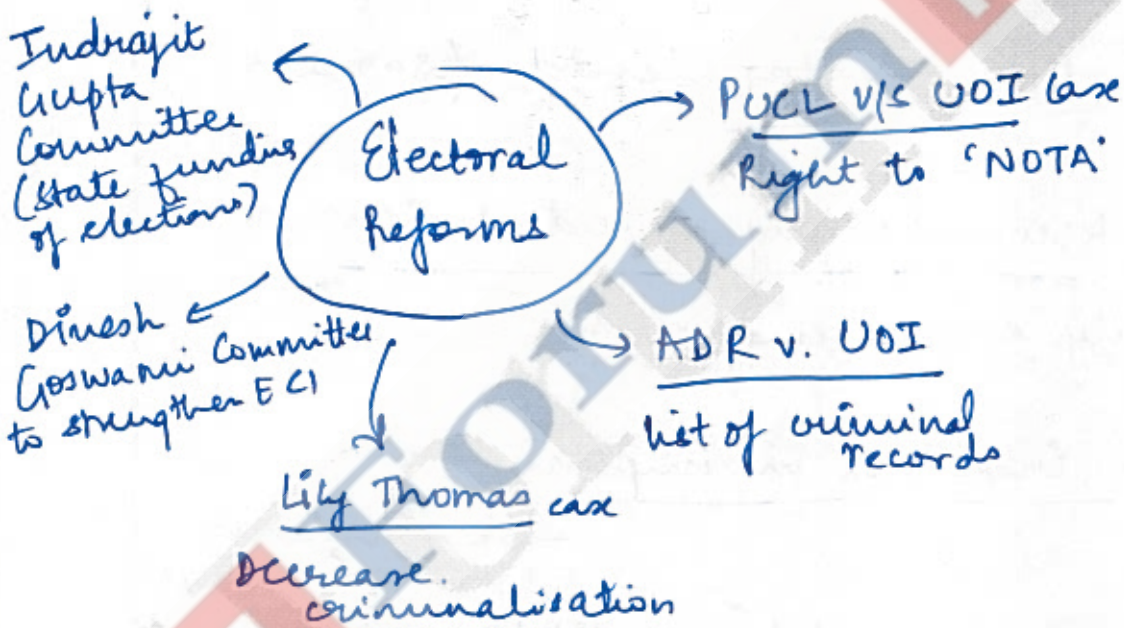 Electoral
Reforms
Indrajit
Gupta
Committee
(state funding
of elections)
PUCL v/s UOI case
Right to 'NOTA'
Dinesh
Goswami Committee
to strengthen ECI
ADR v. UOI
list of criminal
records
Lily Thomas case
Decrease
criminalisation
Forum